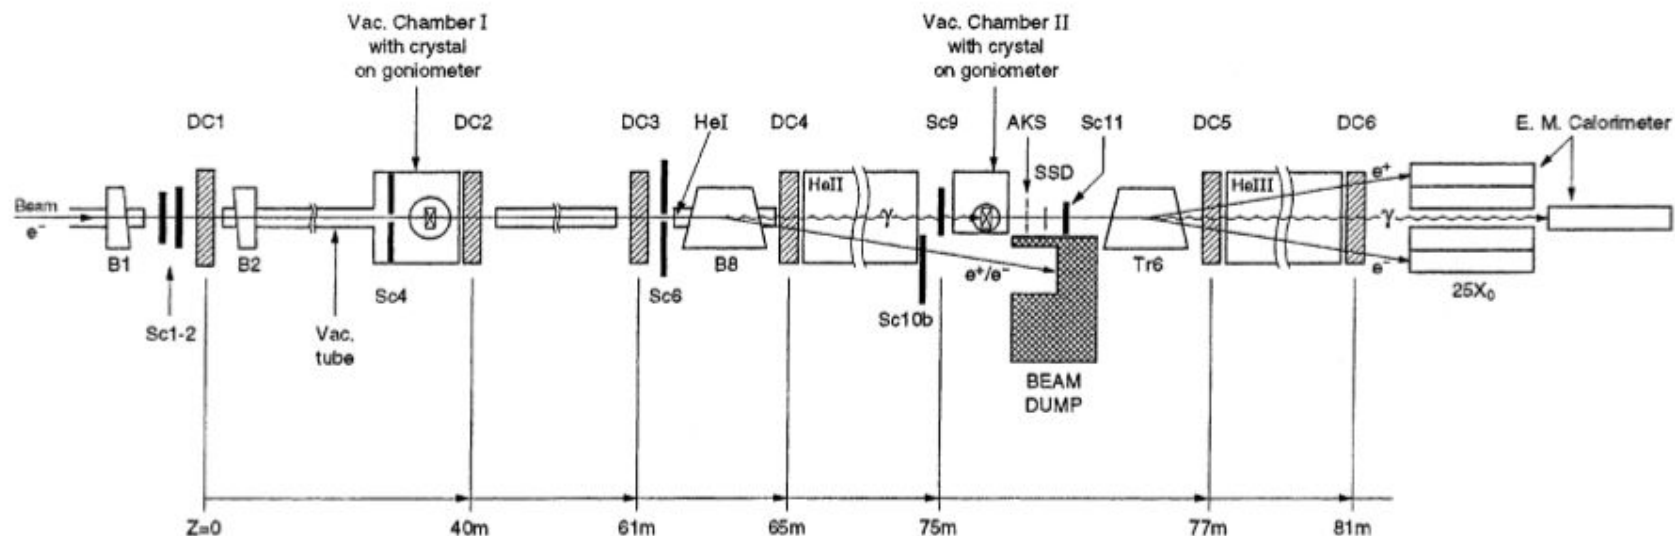 Vac. Chamber I
with crystal
on goniometer
Vac. Chamber II
with crystal
on goniometer
DC1
DC2
DC3
HeI
DC4
Sc9
AKS
Sc11
DC5
DC6
E. M. Calorimeter
SSD
Beam
e⁻
HeII
γ
HeIII
e⁺
γ
e⁻
B1
B2
Sc4
Sc6
B8
e⁺/e⁻
Tr6
25X₀
Sc1-2
Vac.
tube
Sc10b
BEAM
DUMP
Z=0
40m
61m
65m
75m
77m
81m